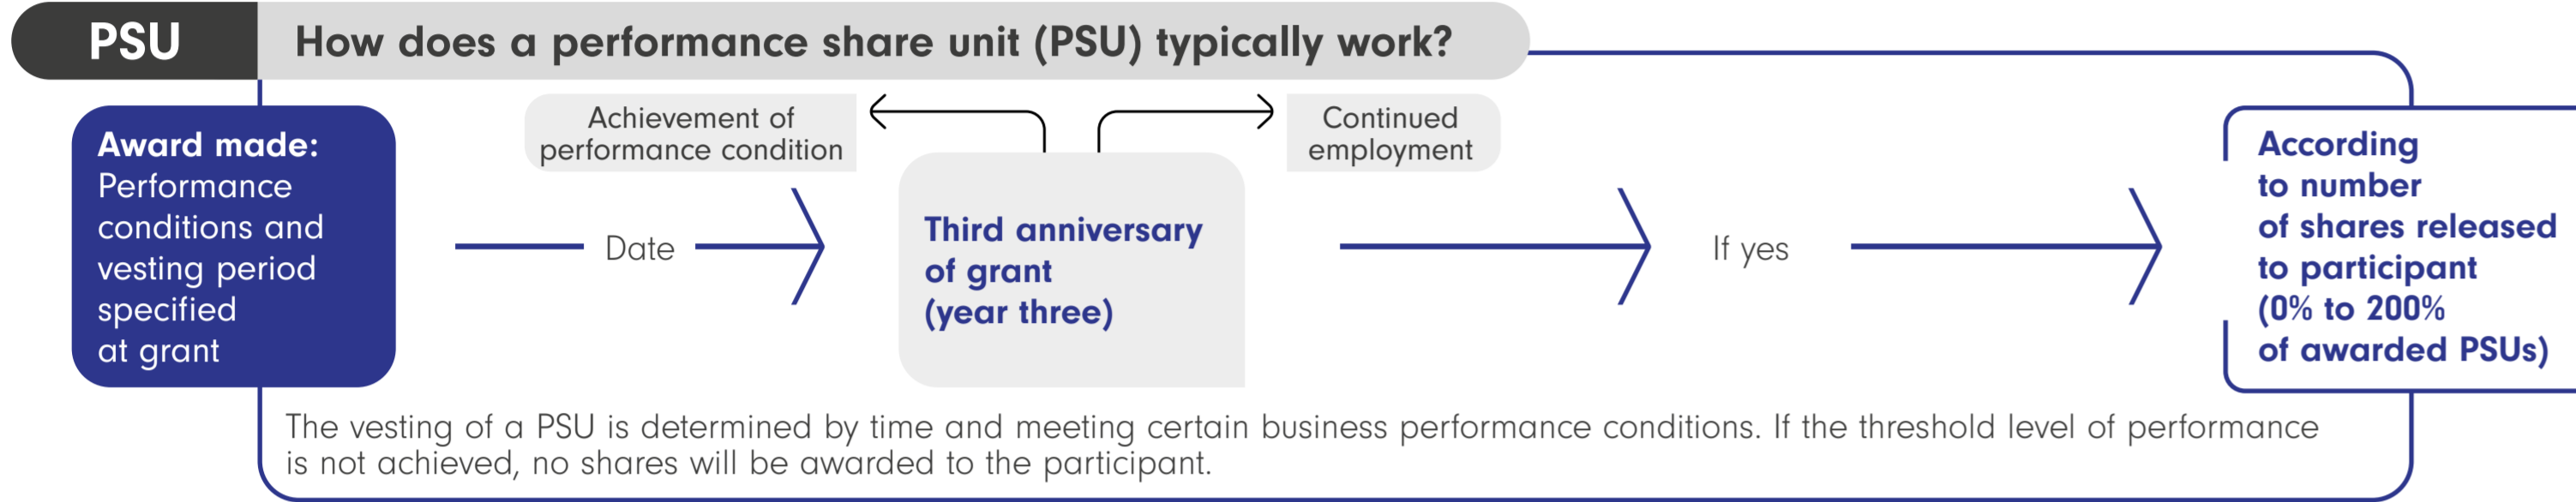 PSU
How does a performance share unit (PSU) typically work?
Award made:
Performance
conditions and
vesting period
specified
at grant
Date
Achievement of
performance condition
Third anniversary
of grant
(year three)
Continued
employment
If yes
According
to number
of shares released
to participant
(0% to 200%
of awarded PSUs)
The vesting of a PSU is determined by time and meeting certain business performance conditions. If the threshold level of performance
is not achieved, no shares will be awarded to the participant.